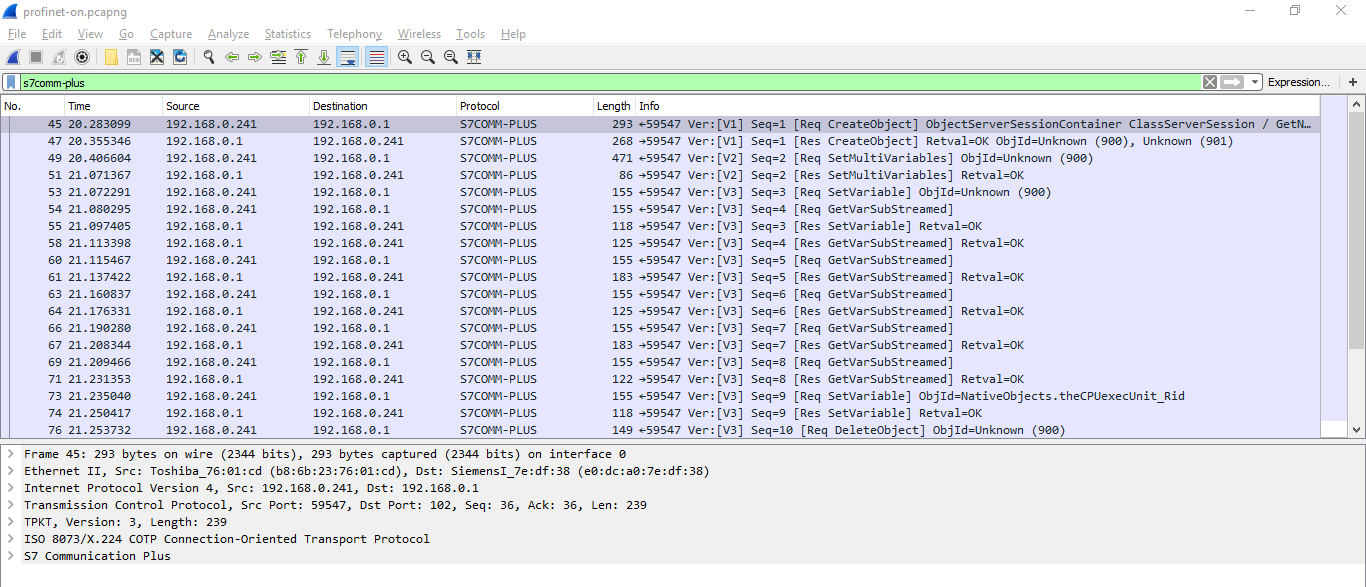 profinet-on.pcapng
File Edit View Go Capture Analyze Statistics Telephony Wireless Tools Help
s7comm-plus Expression… +
No. Time Source Destination Protocol Length Info
45 20.283099 192.168.0.241 192.168.0.1 S7COMM-PLUS 293 ←59547 Ver:[V1] Seq=1 [Req CreateObject] ObjectServerSessionContainer ClassServerSession / GetN…
47 20.355346 192.168.0.1 192.168.0.241 S7COMM-PLUS 268 →59547 Ver:[V1] Seq=1 [Res CreateObject] Retval=OK ObjId=Unknown (900), Unknown (901)
49 20.406604 192.168.0.241 192.168.0.1 S7COMM-PLUS 471 ←59547 Ver:[V2] Seq=2 [Req SetMultiVariables] ObjId=Unknown (900)
51 21.071367 192.168.0.1 192.168.0.241 S7COMM-PLUS 86 →59547 Ver:[V2] Seq=2 [Res SetMultiVariables] Retval=OK
53 21.072291 192.168.0.241 192.168.0.1 S7COMM-PLUS 155 ←59547 Ver:[V3] Seq=3 [Req SetVariable] ObjId=Unknown (900)
54 21.080295 192.168.0.241 192.168.0.1 S7COMM-PLUS 155 ←59547 Ver:[V3] Seq=4 [Req GetVarSubStreamed]
55 21.097405 192.168.0.1 192.168.0.241 S7COMM-PLUS 118 →59547 Ver:[V3] Seq=3 [Res SetVariable] Retval=OK
58 21.113398 192.168.0.1 192.168.0.241 S7COMM-PLUS 125 →59547 Ver:[V3] Seq=4 [Res GetVarSubStreamed] Retval=OK
60 21.115467 192.168.0.241 192.168.0.1 S7COMM-PLUS 155 ←59547 Ver:[V3] Seq=5 [Req GetVarSubStreamed]
61 21.137422 192.168.0.1 192.168.0.241 S7COMM-PLUS 183 →59547 Ver:[V3] Seq=5 [Res GetVarSubStreamed] Retval=OK
63 21.160837 192.168.0.241 192.168.0.1 S7COMM-PLUS 155 ←59547 Ver:[V3] Seq=6 [Req GetVarSubStreamed]
64 21.176331 192.168.0.1 192.168.0.241 S7COMM-PLUS 125 →59547 Ver:[V3] Seq=6 [Res GetVarSubStreamed] Retval=OK
66 21.190280 192.168.0.241 192.168.0.1 S7COMM-PLUS 155 ←59547 Ver:[V3] Seq=7 [Req GetVarSubStreamed]
67 21.208344 192.168.0.1 192.168.0.241 S7COMM-PLUS 183 →59547 Ver:[V3] Seq=7 [Res GetVarSubStreamed] Retval=OK
69 21.209466 192.168.0.241 192.168.0.1 S7COMM-PLUS 155 ←59547 Ver:[V3] Seq=8 [Req GetVarSubStreamed]
71 21.231353 192.168.0.1 192.168.0.241 S7COMM-PLUS 122 →59547 Ver:[V3] Seq=8 [Res GetVarSubStreamed] Retval=OK
73 21.235040 192.168.0.241 192.168.0.1 S7COMM-PLUS 155 ←59547 Ver:[V3] Seq=9 [Req SetVariable] ObjId=NativeObjects.theCPUexecUnit_Rid
74 21.250417 192.168.0.1 192.168.0.241 S7COMM-PLUS 118 →59547 Ver:[V3] Seq=9 [Res SetVariable] Retval=OK
76 21.253732 192.168.0.241 192.168.0.1 S7COMM-PLUS 149 ←59547 Ver:[V3] Seq=10 [Req DeleteObject] ObjId=Unknown (900)
Frame 45: 293 bytes on wire (2344 bits), 293 bytes captured (2344 bits) on interface 0
Ethernet II, Src: Toshiba_76:01:cd (b8:6b:23:76:01:cd), Dst: SiemensI_7e:df:38 (e0:dc:a0:7e:df:38)
Internet Protocol Version 4, Src: 192.168.0.241, Dst: 192.168.0.1
Transmission Control Protocol, Src Port: 59547, Dst Port: 102, Seq: 36, Ack: 36, Len: 239
TPKT, Version: 3, Length: 239
ISO 8073/X.224 COTP Connection-Oriented Transport Protocol
S7 Communication Plus